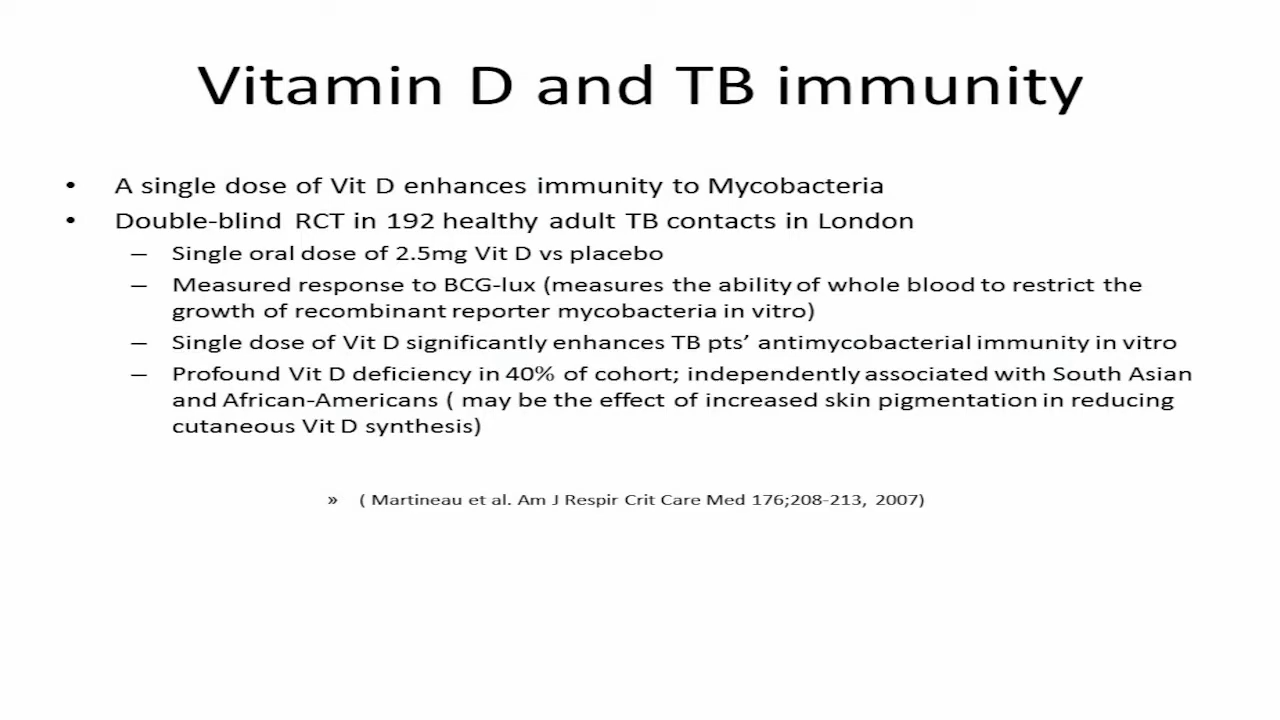 Vitamin D and TB immunity
• A single dose of Vit D enhances immunity to Mycobacteria
• Double-blind RCT in 192 healthy adult TB contacts in London
– Single oral dose of 2.5mg Vit D vs placebo
– Measured response to BCG-lux (measures the ability of whole blood to restrict the
growth of recombinant reporter mycobacteria in vitro)
– Single dose of Vit D significantly enhances TB pts’ antimycobacterial immunity in vitro
– Profound Vit D deficiency in 40% of cohort; independently associated with South Asian
and African-Americans ( may be the effect of increased skin pigmentation in reducing
cutaneous Vit D synthesis)
» ( Martineau et al. Am J Respir Crit Care Med 176;208-213, 2007)